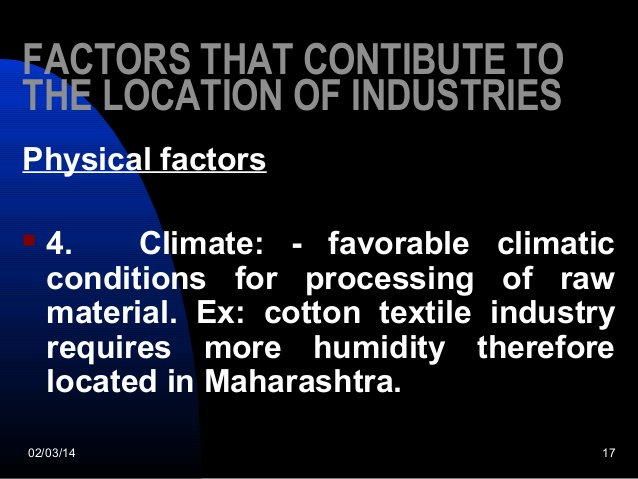 FACTORS THAT CONTIBUTE TO
THE LOCATION OF INDUSTRIES
Physical factors
4. Climate: - favorable climatic
conditions for processing of raw
material. Ex: cotton textile industry
requires more humidity therefore
located in Maharashtra.
02/03/14 17